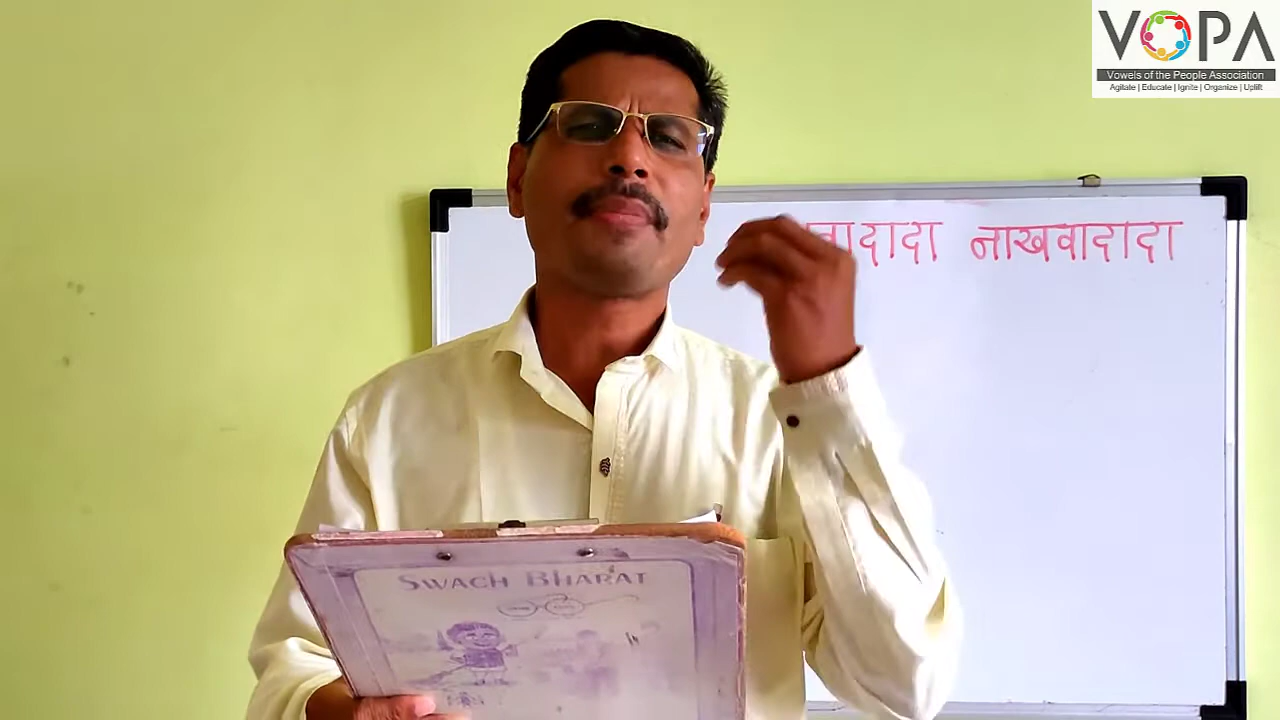 VOPA
Vowels of the People Association
Agitate | Educate | Ignite | Organize | Uplift
नाखवादादा
SWACH BHARAT